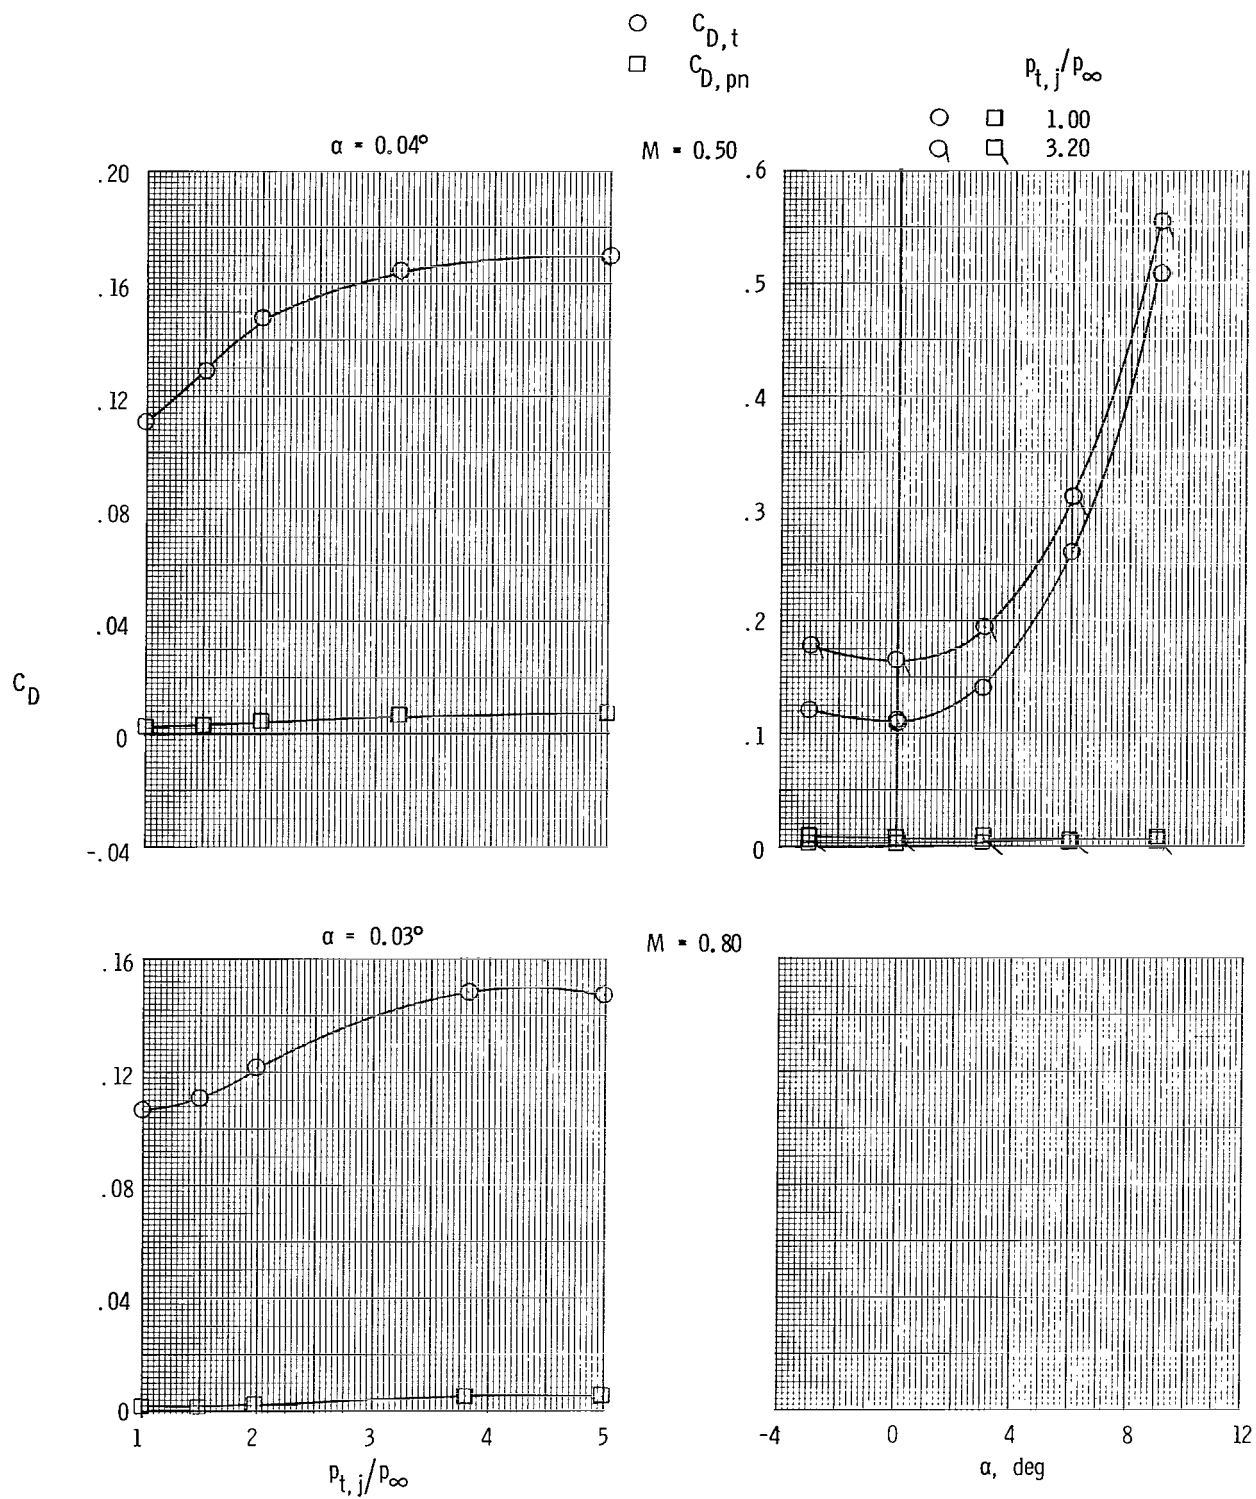 C_D,t
C_D,pn
p_t,j/p_∞
1.00
3.20
α = 0.04°
M = 0.50
.20
.16
.12
.08
.04
0
-.04
.6
.5
.4
.3
.2
.1
0
C_D
α = 0.03°
M = 0.80
.16
.12
.08
.04
0
1 2 3 4 5
p_t,j/p_∞
-4 0 4 8 12
α, deg